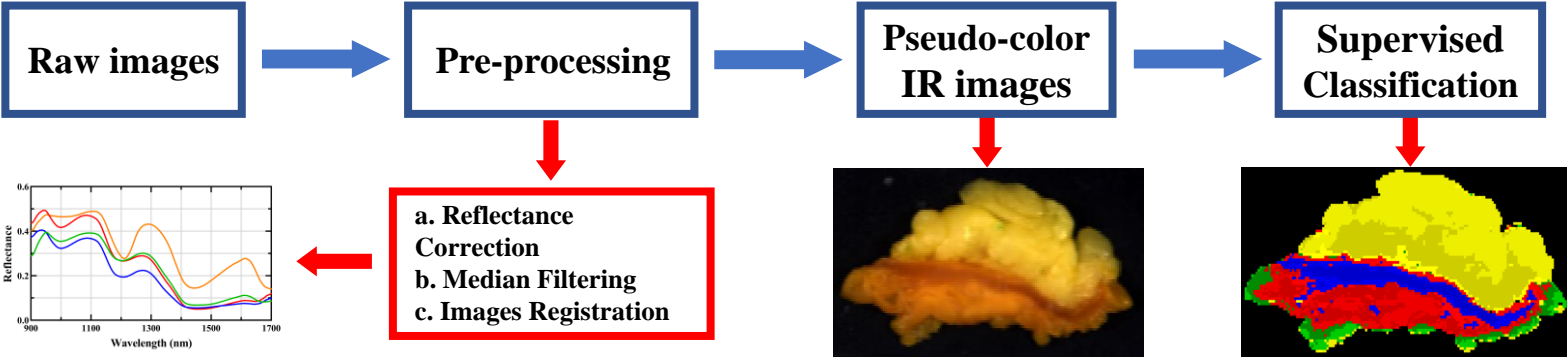 Raw images
Pre-processing
Pseudo-color
IR images
Supervised
Classification
a. Reflectance
Correction
b. Median Filtering
c. Images Registration
Reflectance
0.6
0.4
0.2
0.0
900 1100 1300 1500 1700
Wavelength (nm)